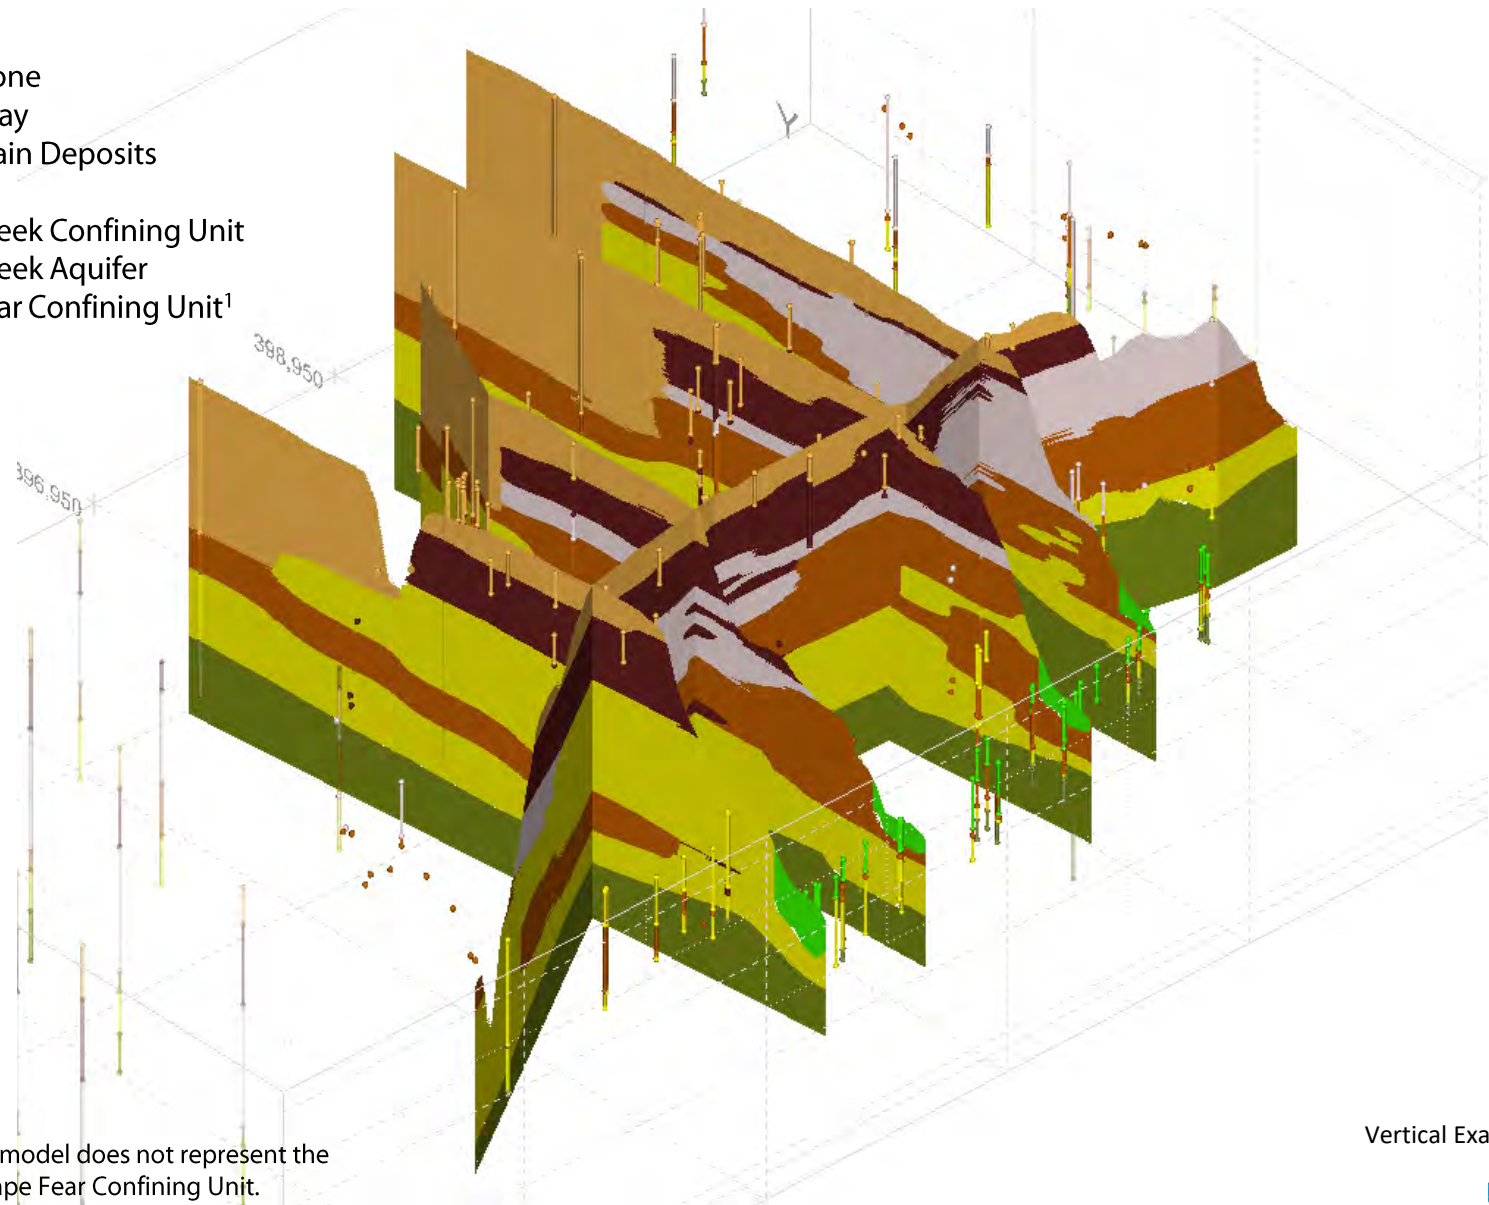 one
ay
ain Deposits
eek Confining Unit
eek Aquifer
ar Confining Unit¹
Y
398,950
396,950
model does not represent the
ape Fear Confining Unit.
Vertical Exa